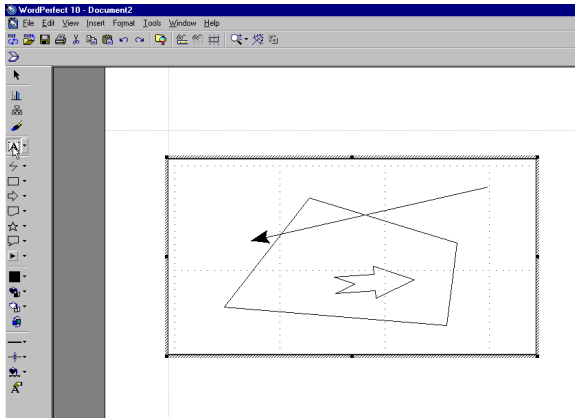 WordPerfect 10 - Document2
File Edit View Insert Format Tools Window Help